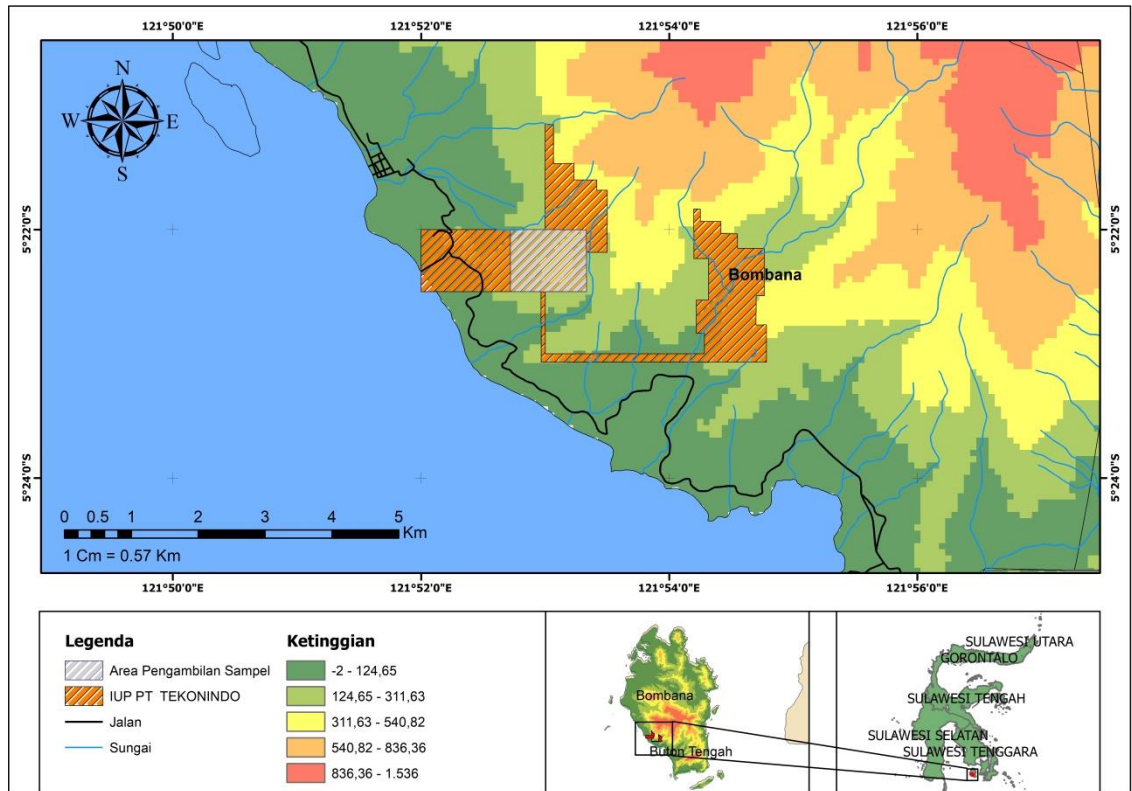 121°50'0"E 121°52'0"E 121°54'0"E 121°56'0"E
N
W E
S
5°22'0"S 5°22'0"S
Bombana
5°24'0"S 5°24'0"S
0 0.5 1 2 3 4 5
Km
1 Cm = 0.57 Km
121°50'0"E 121°52'0"E 121°54'0"E 121°56'0"E
Legenda
Area Pengambilan Sampel
IUP PT TEKONINDO
Jalan
Sungai
Ketinggian
-2 - 124,65
124,65 - 311,63
311,63 - 540,82
540,82 - 836,36
836,36 - 1.536
Bombana
Buton Tengah
SULAWESI UTARA
GORONTALO
SULAWESI TENGAH
SULAWESI SELATAN
SULAWESI TENGGARA